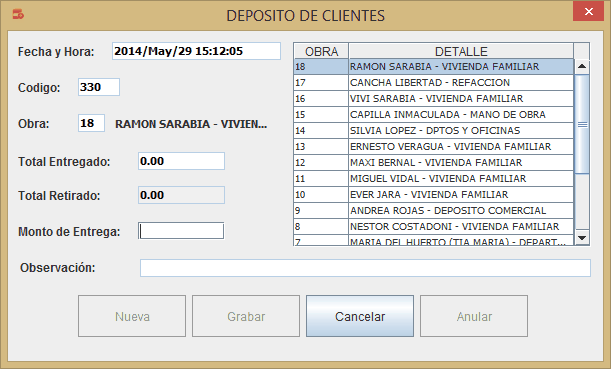 DEPOSITO DE CLIENTES
Fecha y Hora: 2014/May/29 15:12:05
Codigo: 330
Obra: 18 RAMON SARABIA - VIVIEN...
Total Entregado: 0.00
Total Retirado: 0.00
Monto de Entrega:
Observación:
OBRA DETALLE
18 RAMON SARABIA - VIVIENDA FAMILIAR
17 CANCHA LIBERTAD - REFACCION
16 VIVI SARABIA - VIVIENDA FAMILIAR
15 CAPILLA INMACULADA - MANO DE OBRA
14 SILVIA LOPEZ - DPTOS Y OFICINAS
13 ERNESTO VERAGUA - VIVIENDA FAMILIAR
12 MAXI BERNAL - VIVIENDA FAMILIAR
11 MIGUEL VIDAL - VIVIENDA FAMILIAR
10 EVER JARA - VIVIENDA FAMILIAR
9 ANDREA ROJAS - DEPOSITO COMERCIAL
8 NESTOR COSTADONI - VIVIENDA FAMILIAR
7 MARIA DEL HUERTO (TIA MARIA) - DEPART...
Nueva Grabar Cancelar Anular